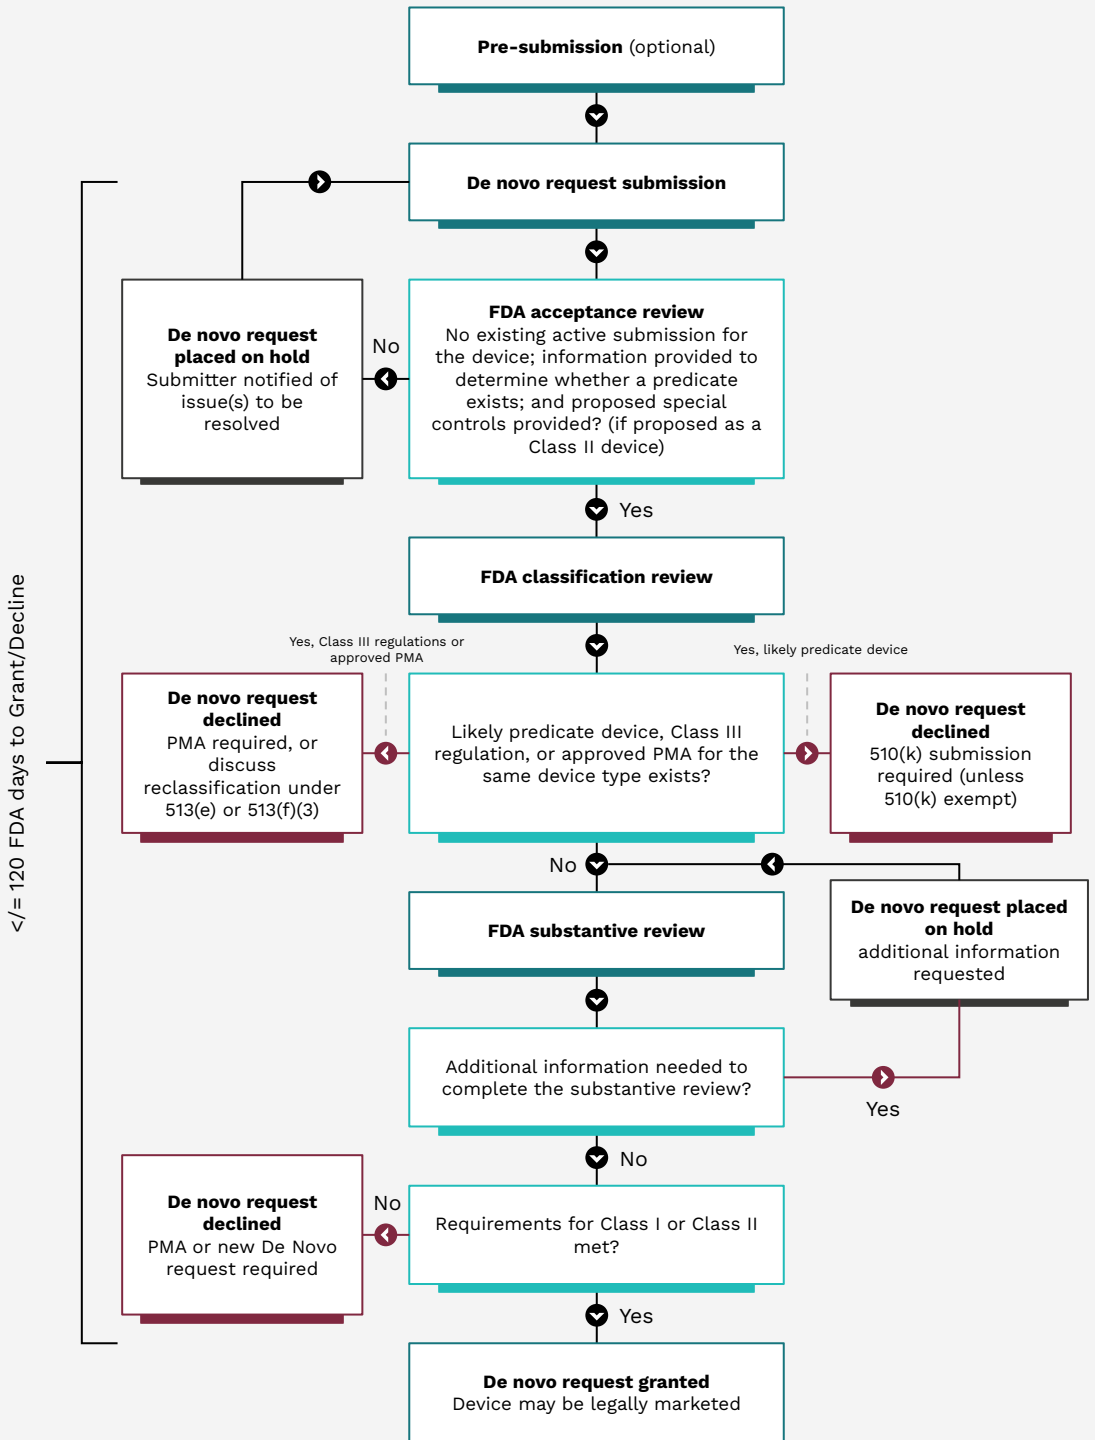 Pre-submission (optional)
De novo request submission
De novo request
placed on hold
Submitter notified of
issue(s) to be
resolved
No
FDA acceptance review
No existing active submission for
the device; information provided to
determine whether a predicate
exists; and proposed special
controls provided? (if proposed as a
Class II device)
Yes
FDA classification review
Yes, Class III regulations or
approved PMA
Yes, likely predicate device
De novo request
declined
PMA required, or
discuss
reclassification under
513(e) or 513(f)(3)
Likely predicate device, Class III
regulation, or approved PMA for the
same device type exists?
De novo request
declined
510(k) submission
required (unless
510(k) exempt)
No
FDA substantive review
De novo request placed
on hold
additional information
requested
Additional information needed to
complete the substantive review?
Yes
No
De novo request
declined
PMA or new De Novo
request required
No
Requirements for Class I or Class II
met?
Yes
De novo request granted
Device may be legally marketed
</= 120 FDA days to Grant/Decline